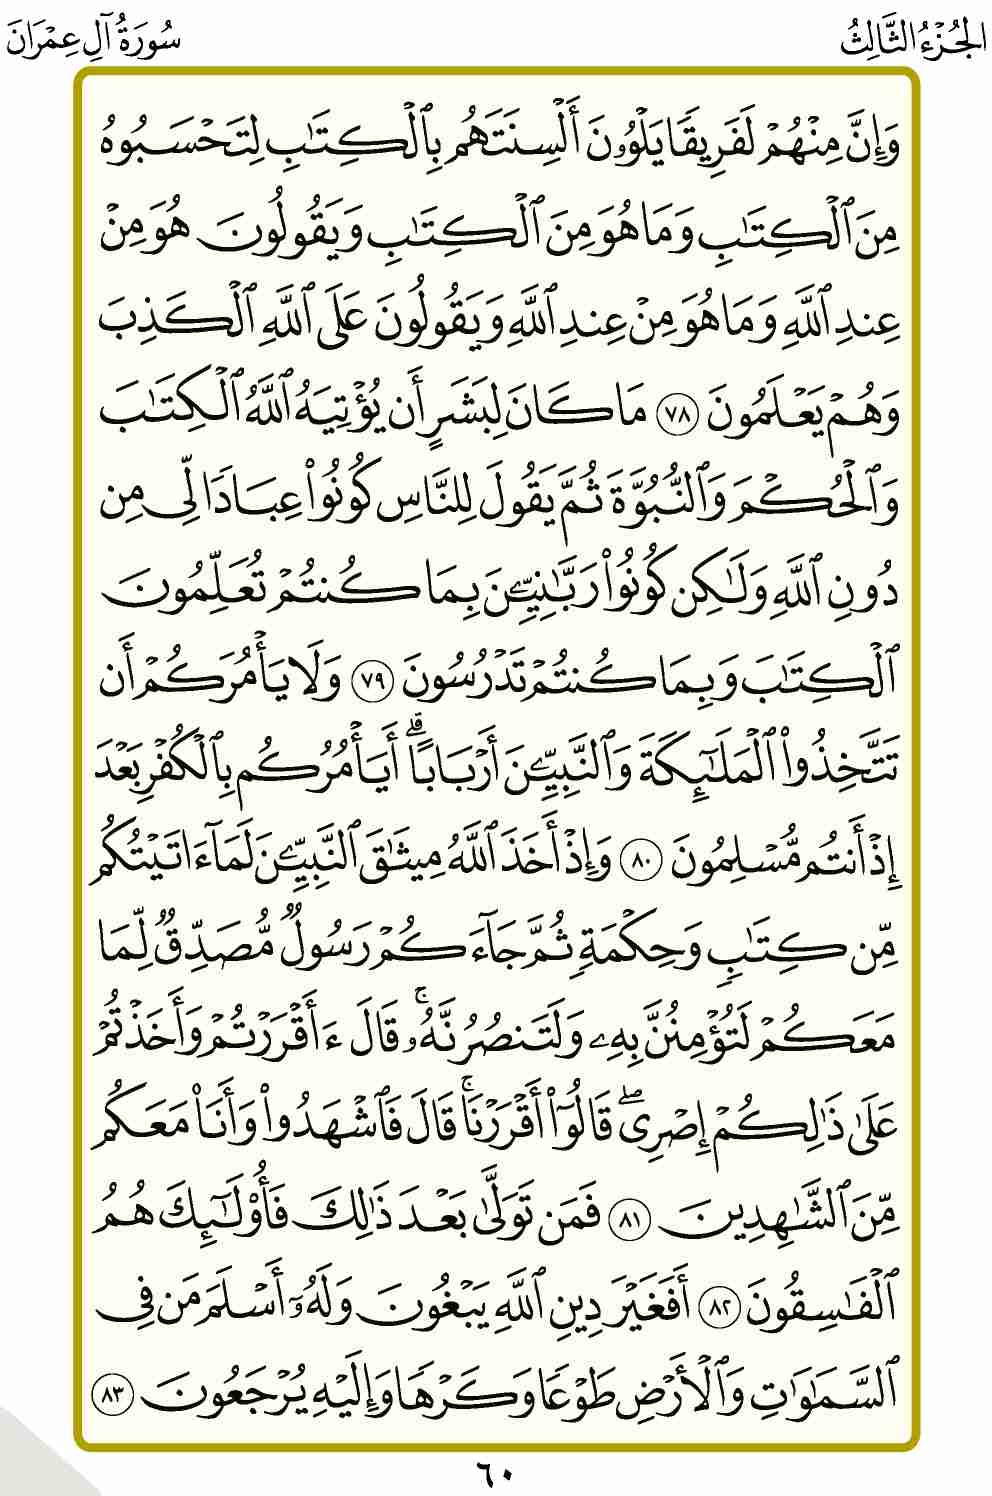 الجُزْءُ الثَّالِثُ
سُورَةُ آلِ عِمْرَانَ
وَإِنَّ مِنْهُمْ لَفَرِيقًا يَلْوُۥنَ أَلْسِنَتَهُم بِٱلْكِتَٰبِ لِتَحْسَبُوهُ
مِنَ ٱلْكِتَٰبِ وَمَا هُوَ مِنَ ٱلْكِتَٰبِ وَيَقُولُونَ هُوَ مِنْ
عِندِ ٱللَّهِ وَمَا هُوَ مِنْ عِندِ ٱللَّهِ وَيَقُولُونَ عَلَى ٱللَّهِ ٱلْكَذِبَ
وَهُمْ يَعْلَمُونَ ٧٨ مَا كَانَ لِبَشَرٍ أَن يُؤْتِيَهُ ٱللَّهُ ٱلْكِتَٰبَ
وَٱلْحُكْمَ وَٱلنُّبُوَّةَ ثُمَّ يَقُولَ لِلنَّاسِ كُونُوا۟ عِبَادًا لِّى مِن
دُونِ ٱللَّهِ وَلَٰكِن كُونُوا۟ رَبَّٰنِيِّۦنَ بِمَا كُنتُمْ تُعَلِّمُونَ
ٱلْكِتَٰبَ وَبِمَا كُنتُمْ تَدْرُسُونَ ٧٩ وَلَا يَأْمُرَكُمْ أَن
تَتَّخِذُوا۟ ٱلْمَلَٰٓئِكَةَ وَٱلنَّبِيِّۦنَ أَرْبَابًا ۗ أَيَأْمُرُكُم بِٱلْكُفْرِ بَعْدَ
إِذْ أَنتُم مُّسْلِمُونَ ٨٠ وَإِذْ أَخَذَ ٱللَّهُ مِيثَٰقَ ٱلنَّبِيِّۦنَ لَمَآ ءَاتَيْتُكُم
مِّن كِتَٰبٍ وَحِكْمَةٍ ثُمَّ جَآءَكُمْ رَسُولٌ مُّصَدِّقٌ لِّمَا
مَعَكُمْ لَتُؤْمِنُنَّ بِهِۦ وَلَتَنصُرُنَّهُۥ ۚ قَالَ ءَأَقْرَرْتُمْ وَأَخَذْتُمْ
عَلَىٰ ذَٰلِكُمْ إِصْرِى ۖ قَالُوٓا۟ أَقْرَرْنَا ۚ قَالَ فَٱشْهَدُوا۟ وَأَنَا۠ مَعَكُم
مِّنَ ٱلشَّٰهِدِينَ ٨١ فَمَن تَوَلَّىٰ بَعْدَ ذَٰلِكَ فَأُو۟لَٰٓئِكَ هُمُ
ٱلْفَٰسِقُونَ ٨٢ أَفَغَيْرَ دِينِ ٱللَّهِ يَبْغُونَ وَلَهُۥٓ أَسْلَمَ مَن فِى
ٱلسَّمَٰوَٰتِ وَٱلْأَرْضِ طَوْعًا وَكَرْهًا وَإِلَيْهِ يُرْجَعُونَ ٨٣
٦٠